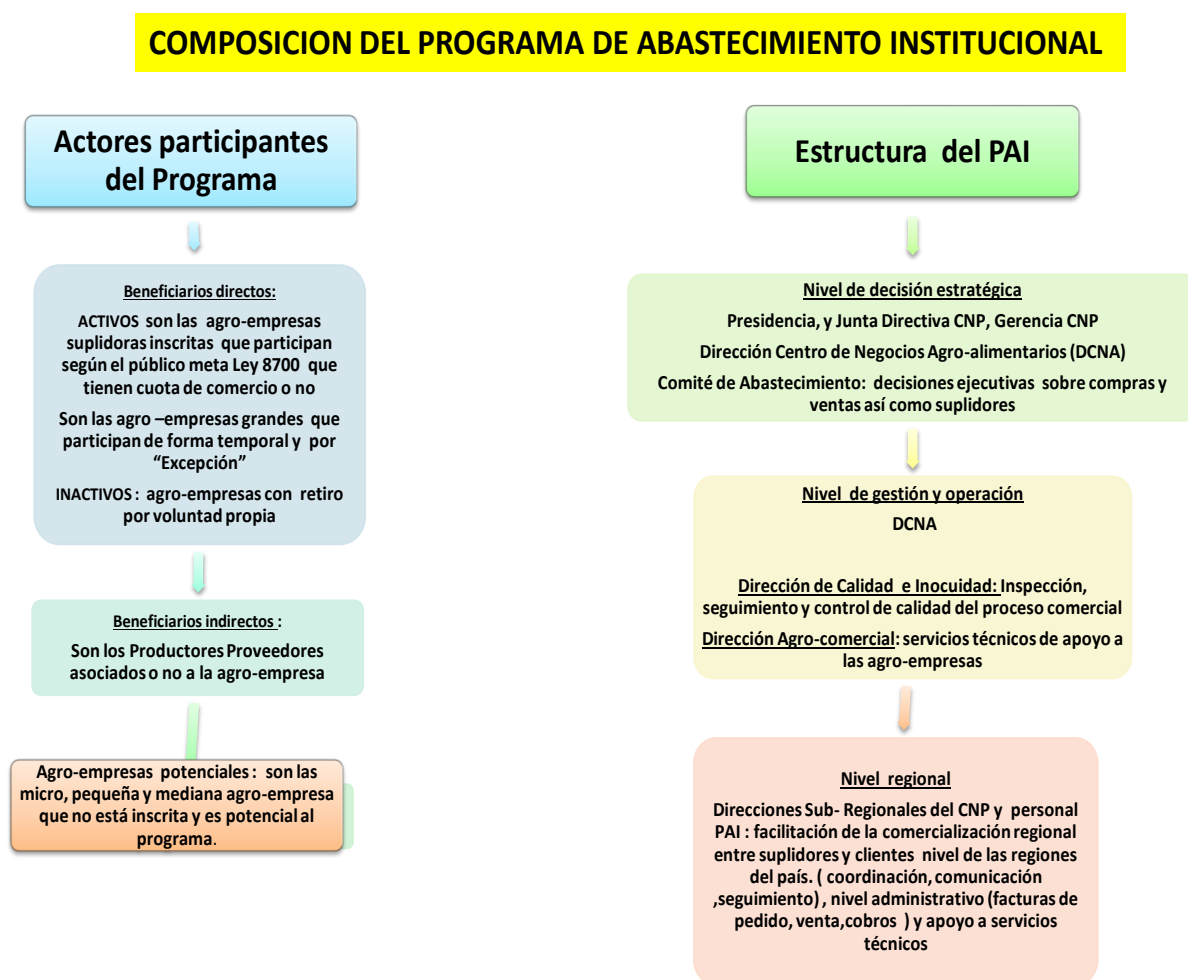 COMPOSICION DEL PROGRAMA DE ABASTECIMIENTO INSTITUCIONAL
Actores participantes
del Programa
Beneficiarios directos:
ACTIVOS son las agro-empresas
suplidoras inscritas que participan
según el público meta Ley 8700 que
tienen cuota de comercio o no
Son las agro –empresas grandes que
participan de forma temporal y por
“Excepción”
INACTIVOS : agro-empresas con retiro
por voluntad propia
Beneficiarios indirectos :
Son los Productores Proveedores
asociados o no a la agro-empresa
Agro-empresas potenciales : son las
micro, pequeña y mediana agro-empresa
que no está inscrita y es potencial al
programa.
Estructura del PAI
Nivel de decisión estratégica
Presidencia, y Junta Directiva CNP, Gerencia CNP
Dirección Centro de Negocios Agro-alimentarios (DCNA)
Comité de Abastecimiento: decisiones ejecutivas sobre compras y
ventas así como suplidores
Nivel de gestión y operación
DCNA
Dirección de Calidad e Inocuidad: Inspección,
seguimiento y control de calidad del proceso comercial
Dirección Agro-comercial: servicios técnicos de apoyo a
las agro-empresas
Nivel regional
Direcciones Sub- Regionales del CNP y personal
PAI : facilitación de la comercialización regional
entre suplidores y clientes nivel de las regiones
del país. ( coordinación, comunicación
,seguimiento) , nivel administrativo (facturas de
pedido, venta,cobros ) y apoyo a servicios
técnicos